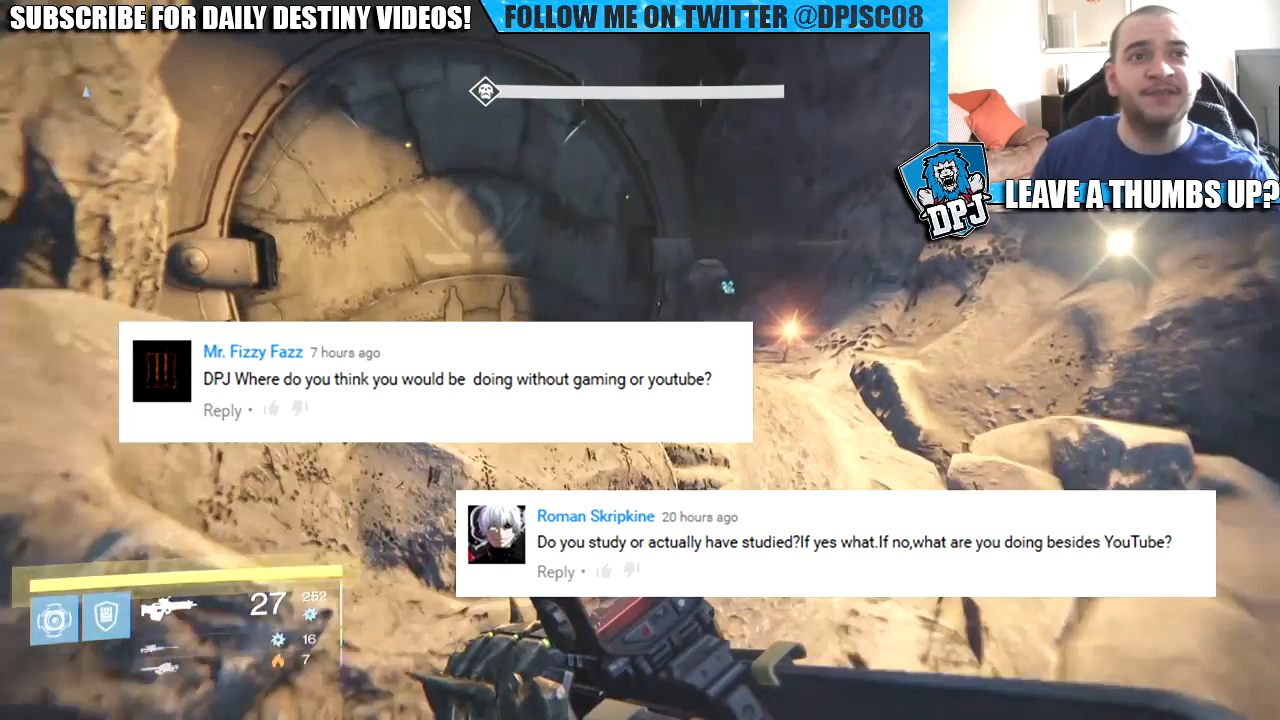 SUBSCRIBE FOR DAILY DESTINY VIDEOS!
FOLLOW ME ON TWITTER @DPJSC08
DPJ
LEAVE A THUMBS UP?
Mr. Fizzy Fazz 7 hours ago
DPJ Where do you think you would be doing without gaming or youtube?
Reply •
Roman Skripkine 20 hours ago
Do you study or actually have studied?If yes what.If no,what are you doing besides YouTube?
Reply •
27 252
16
7